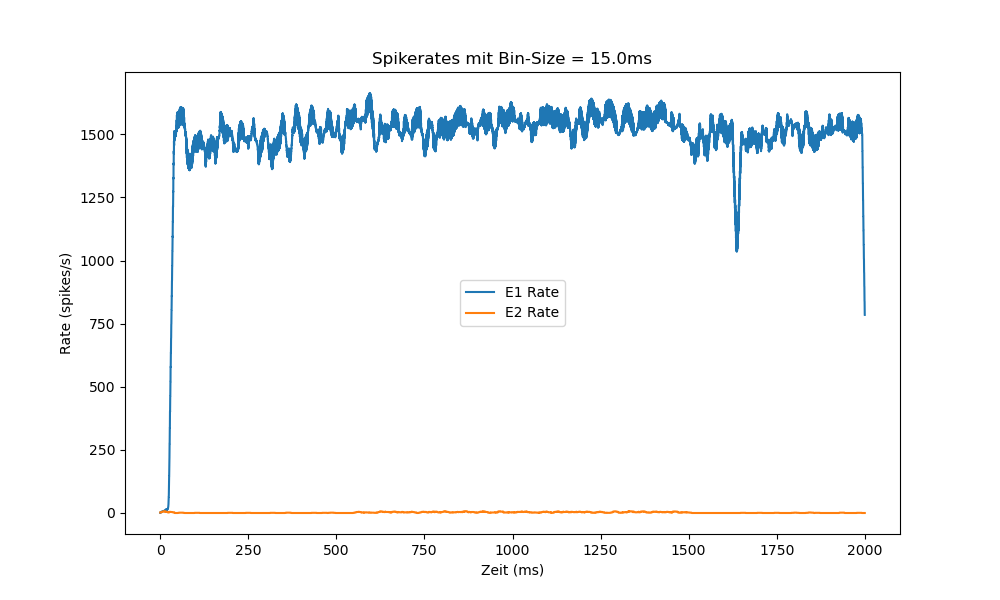 Spikerates mit Bin-Size = 15.0ms
Rate (spikes/s)
1500
1250
1000
750
500
250
0
E1 Rate
E2 Rate
0 250 500 750 1000 1250 1500 1750 2000
Zeit (ms)